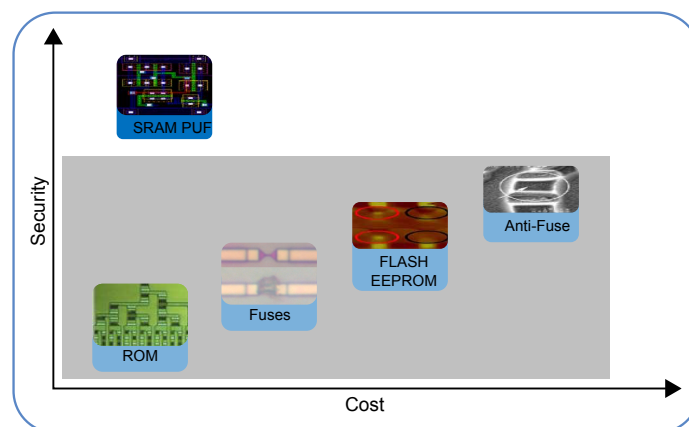 SRAM PUF
Security
Anti-Fuse
FLASH
EEPROM
Fuses
ROM
Cost